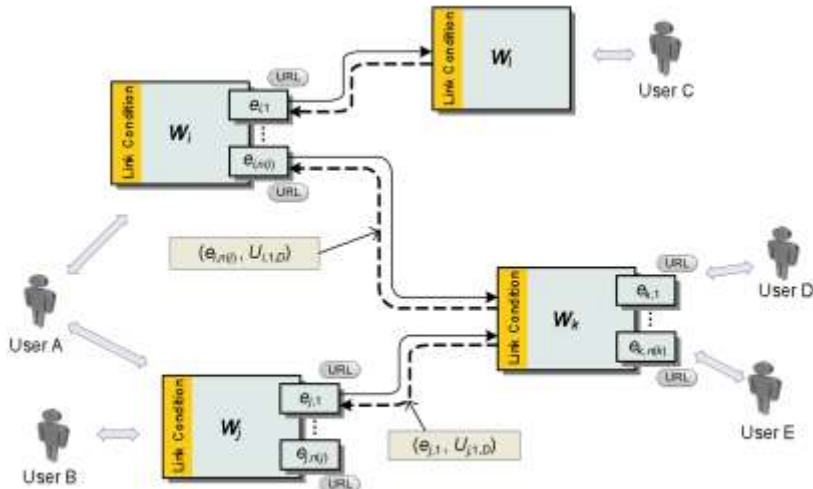 Link Condition
W_l
User C
URL
e_i,1
Link Condition
W_i
e_i,n(i)
URL
(e_i,n(i) , U_i,1,D)
URL
Link Condition
W_k
e_k,1
e_k,n(k)
URL
User D
User A
URL
Link Condition
W_j
e_j,1
e_j,n(j)
URL
(e_j,1 , U_j,1,D)
User E
User B